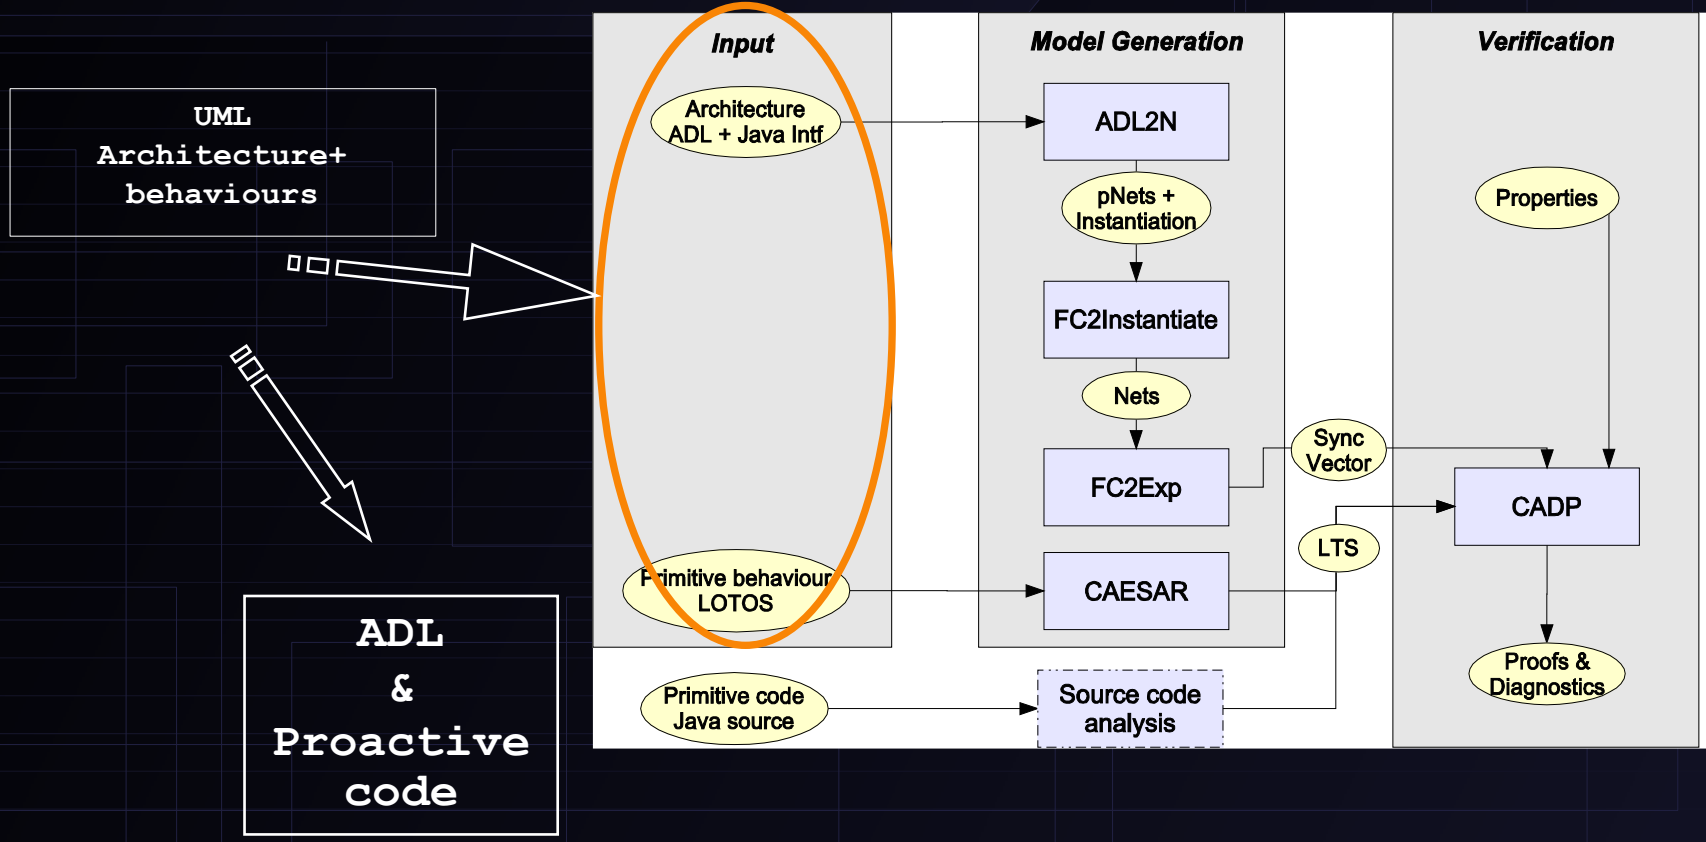 UML
Architecture+
behaviours
ADL
&
Proactive
code
Input
Architecture
ADL + Java Intf
Primitive behaviour
LOTOS
Primitive code
Java source
Model Generation
ADL2N
pNets +
Instantiation
FC2Instantiate
Nets
FC2Exp
CAESAR
Source code
analysis
Sync
Vector
LTS
Verification
Properties
CADP
Proofs &
Diagnostics